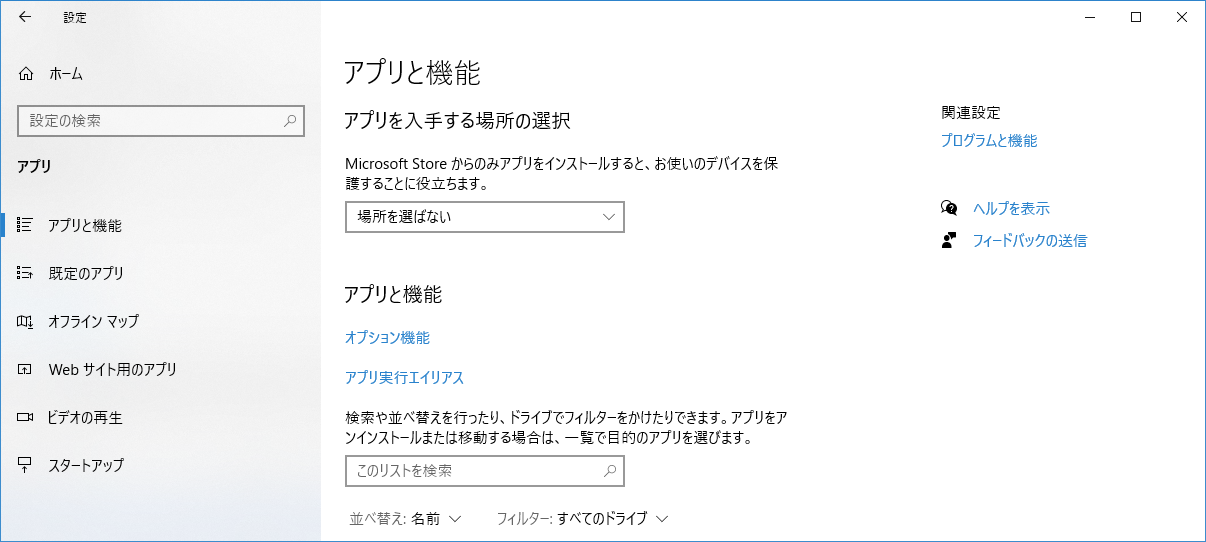 設定
ホーム
設定の検索
アプリ
アプリと機能
既定のアプリ
オフライン マップ
Web サイト用のアプリ
ビデオの再生
スタートアップ
アプリと機能
アプリを入手する場所の選択
Microsoft Store からのみアプリをインストールすると、お使いのデバイスを保
護することに役立ちます。
場所を選ばない
アプリと機能
オプション機能
アプリ実行エイリアス
検索や並べ替えを行ったり、ドライブでフィルターをかけたりできます。アプリをア
ンインストールまたは移動する場合は、一覧で目的のアプリを選びます。
このリストを検索
並べ替え: 名前 フィルター: すべてのドライブ
関連設定
プログラムと機能
ヘルプを表示
フィードバックの送信